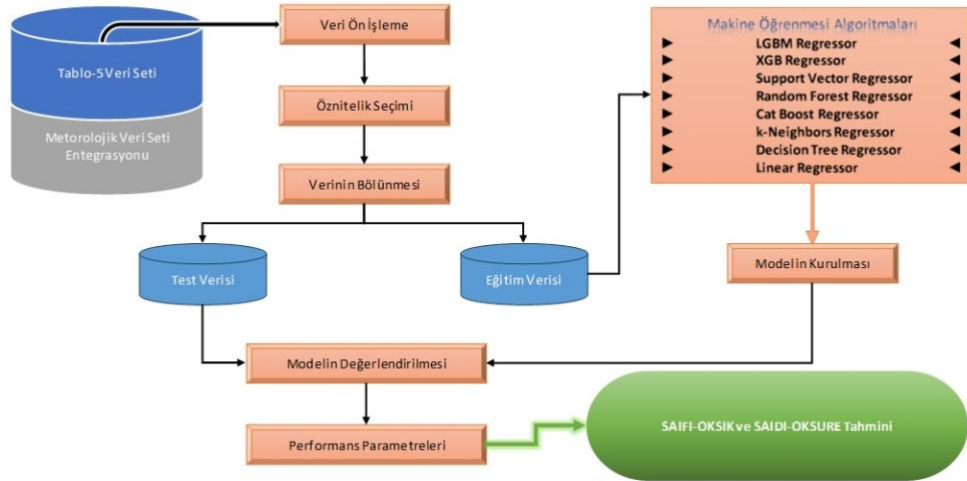 Veri Ön İşleme
Tablo-5 Veri Seti
Metorolojik Veri Seti
Entegrasyonu
Öznitelik Seçimi
Verinin Bölünmesi
Test Verisi
Eğitim Verisi
Makine Öğrenmesi Algoritmaları
LGBM Regressor
XGB Regressor
Support Vector Regressor
Random Forest Regressor
Cat Boost Regressor
k-Neighbors Regressor
Decision Tree Regressor
Linear Regressor
Modelin Kurulması
Modelin Değerlendirilmesi
Performans Parametreleri
SAIFI-OKSIK ve SAIDI-OKSURE Tahmini